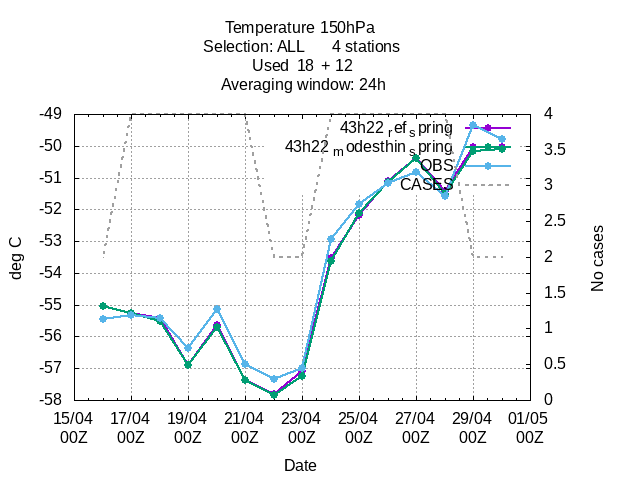 Temperature 150hPa
Selection: ALL 4 stations
Used 18 + 12
Averaging window: 24h
43h22 ref spring
43h22 modesthin spring
OBS
CASES
-49
-50
-51
-52
-53
-54
-55
-56
-57
-58
4
3.5
3
2.5
2
1.5
1
0.5
0
deg C
No cases
15/04 17/04 19/04 21/04 23/04 25/04 27/04 29/04 01/05
00Z 00Z 00Z 00Z 00Z 00Z 00Z 00Z 00Z
Date